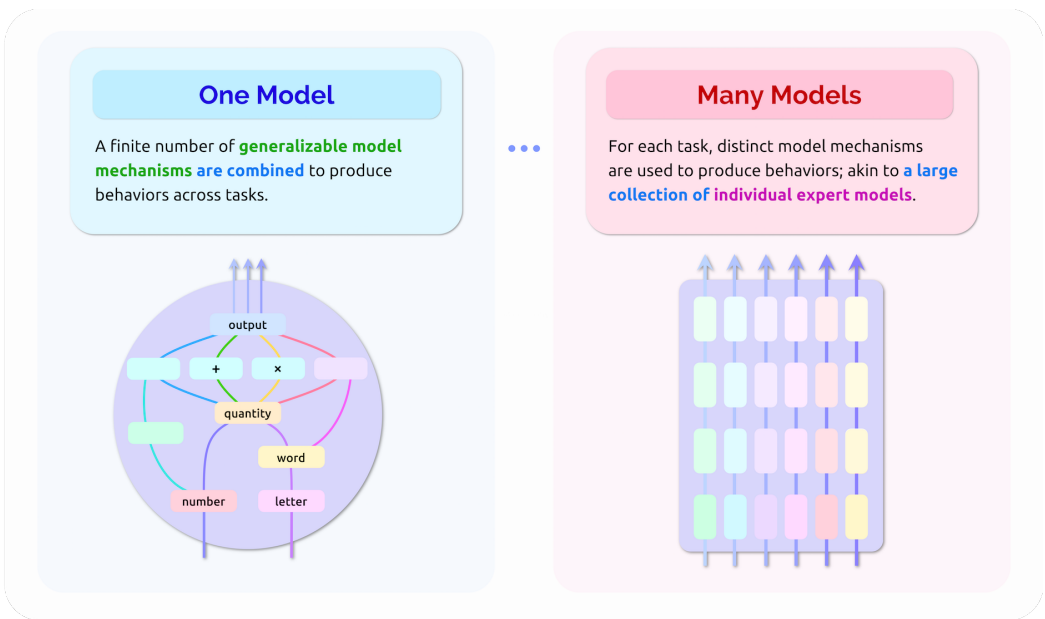 One Model
A finite number of generalizable model
mechanisms are combined to produce
behaviors across tasks.
Many Models
For each task, distinct model mechanisms
are used to produce behaviors; akin to a large
collection of individual expert models.
output
+ ×
quantity
word
number letter